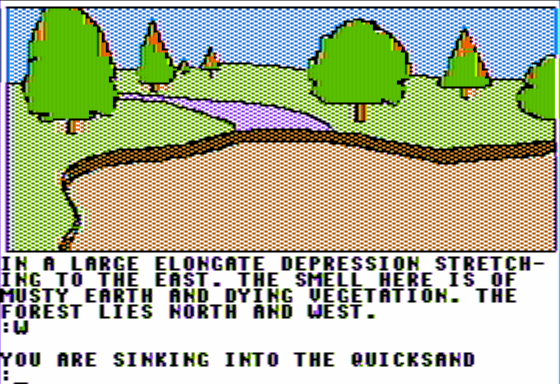 IN A LARGE ELONGATE DEPRESSION STRETCH-
ING TO THE EAST. THE SMELL HERE IS OF
MUSTY EARTH AND DYING VEGETATION. THE
FOREST LIES NORTH AND WEST.
:W
YOU ARE SINKING INTO THE QUICKSAND
:_